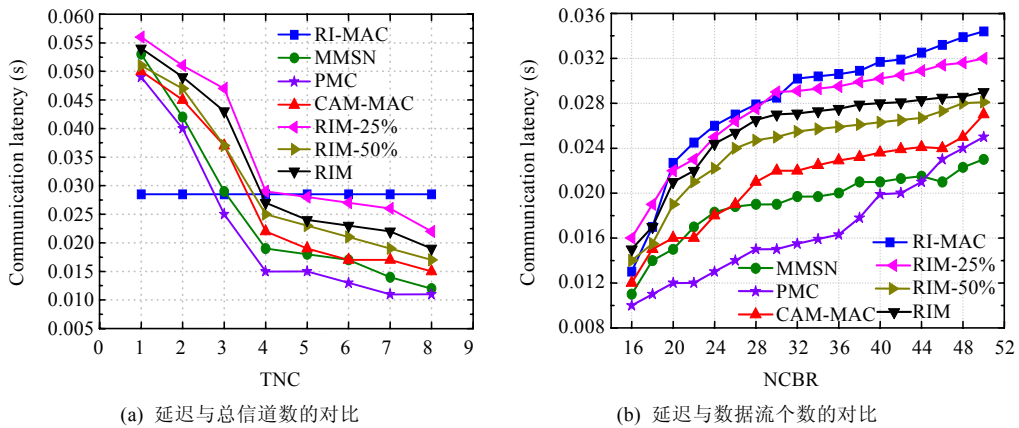 0.060
0.055
0.050
0.045
0.040
0.035
0.030
0.025
0.020
0.015
0.010
0.005
Communication latency (s)
RI-MAC
MMSN
PMC
CAM-MAC
RIM-25%
RIM-50%
RIM
0 1 2 3 4 5 6 7 8 9
TNC
(a) 延迟与总信道数的对比
0.036
0.032
0.028
0.024
0.020
0.016
0.012
0.008
Communication latency (s)
MMSN
PMC
CAM-MAC
RI-MAC
RIM-25%
RIM-50%
RIM
16 20 24 28 32 36 40 44 48 52
NCBR
(b) 延迟与数据流个数的对比